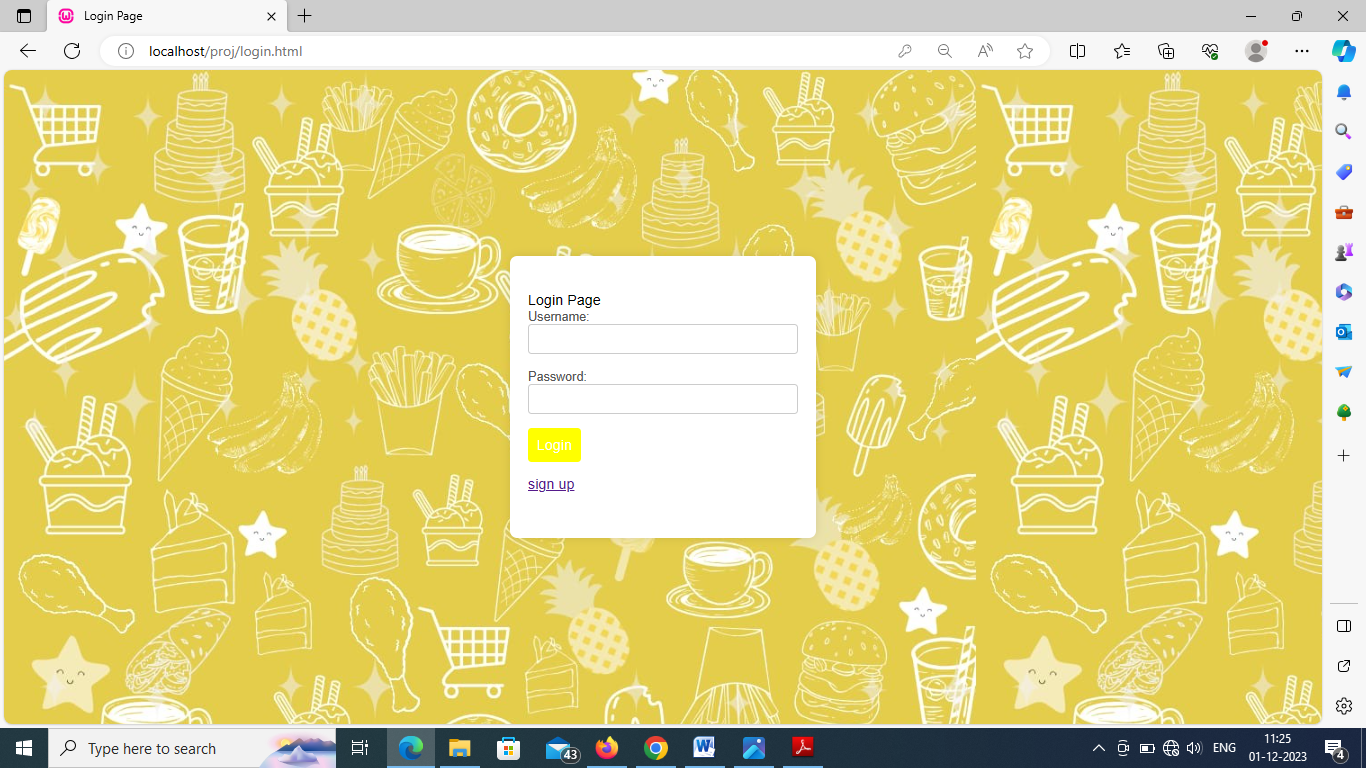 Login Page
localhost/proj/login.html
Login Page
Username:
Password:
Login
sign up
Type here to search
43
ENG
11:25
01-12-2023
4